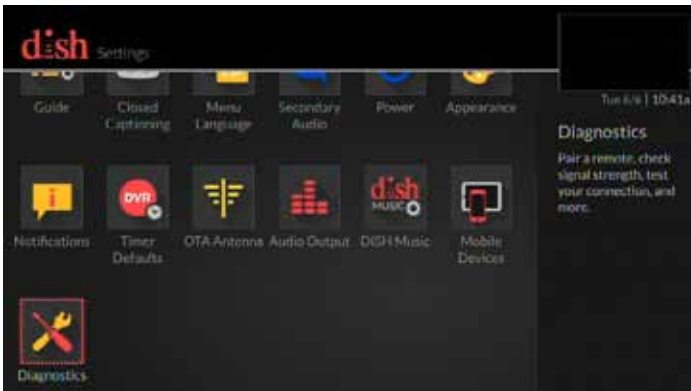 dish Settings
Guide Closed Captioning Menu Language Secondary Audio Power Appearance
Tue 6/6 | 10:41a
Diagnostics
Pair a remote, check
signal strength, test
your connection, and
more.
DVR dish MUSIC
Notifications Timer Defaults OTA Antenna Audio Output DISH Music Mobile Devices
Diagnostics